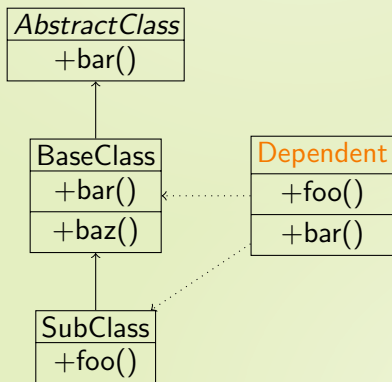 AbstractClass
+bar()
BaseClass
+bar()
+baz()
Dependent
+foo()
+bar()
SubClass
+foo()